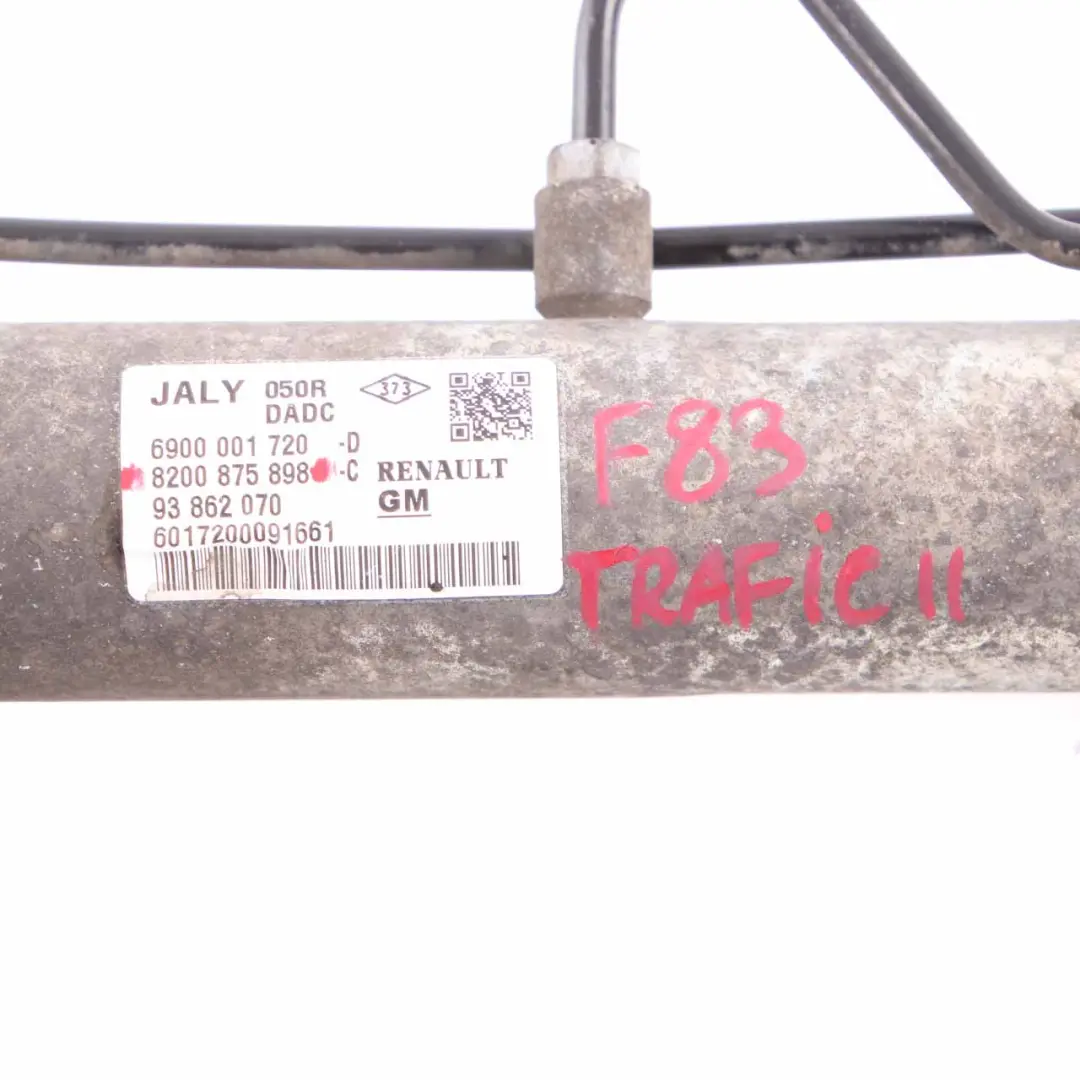 JALY 050R 373
DADC
6900 001 720 -D
8200 875 898 -C RENAULT
93 862 070 GM
6017200091661
F83
TRAFiC II